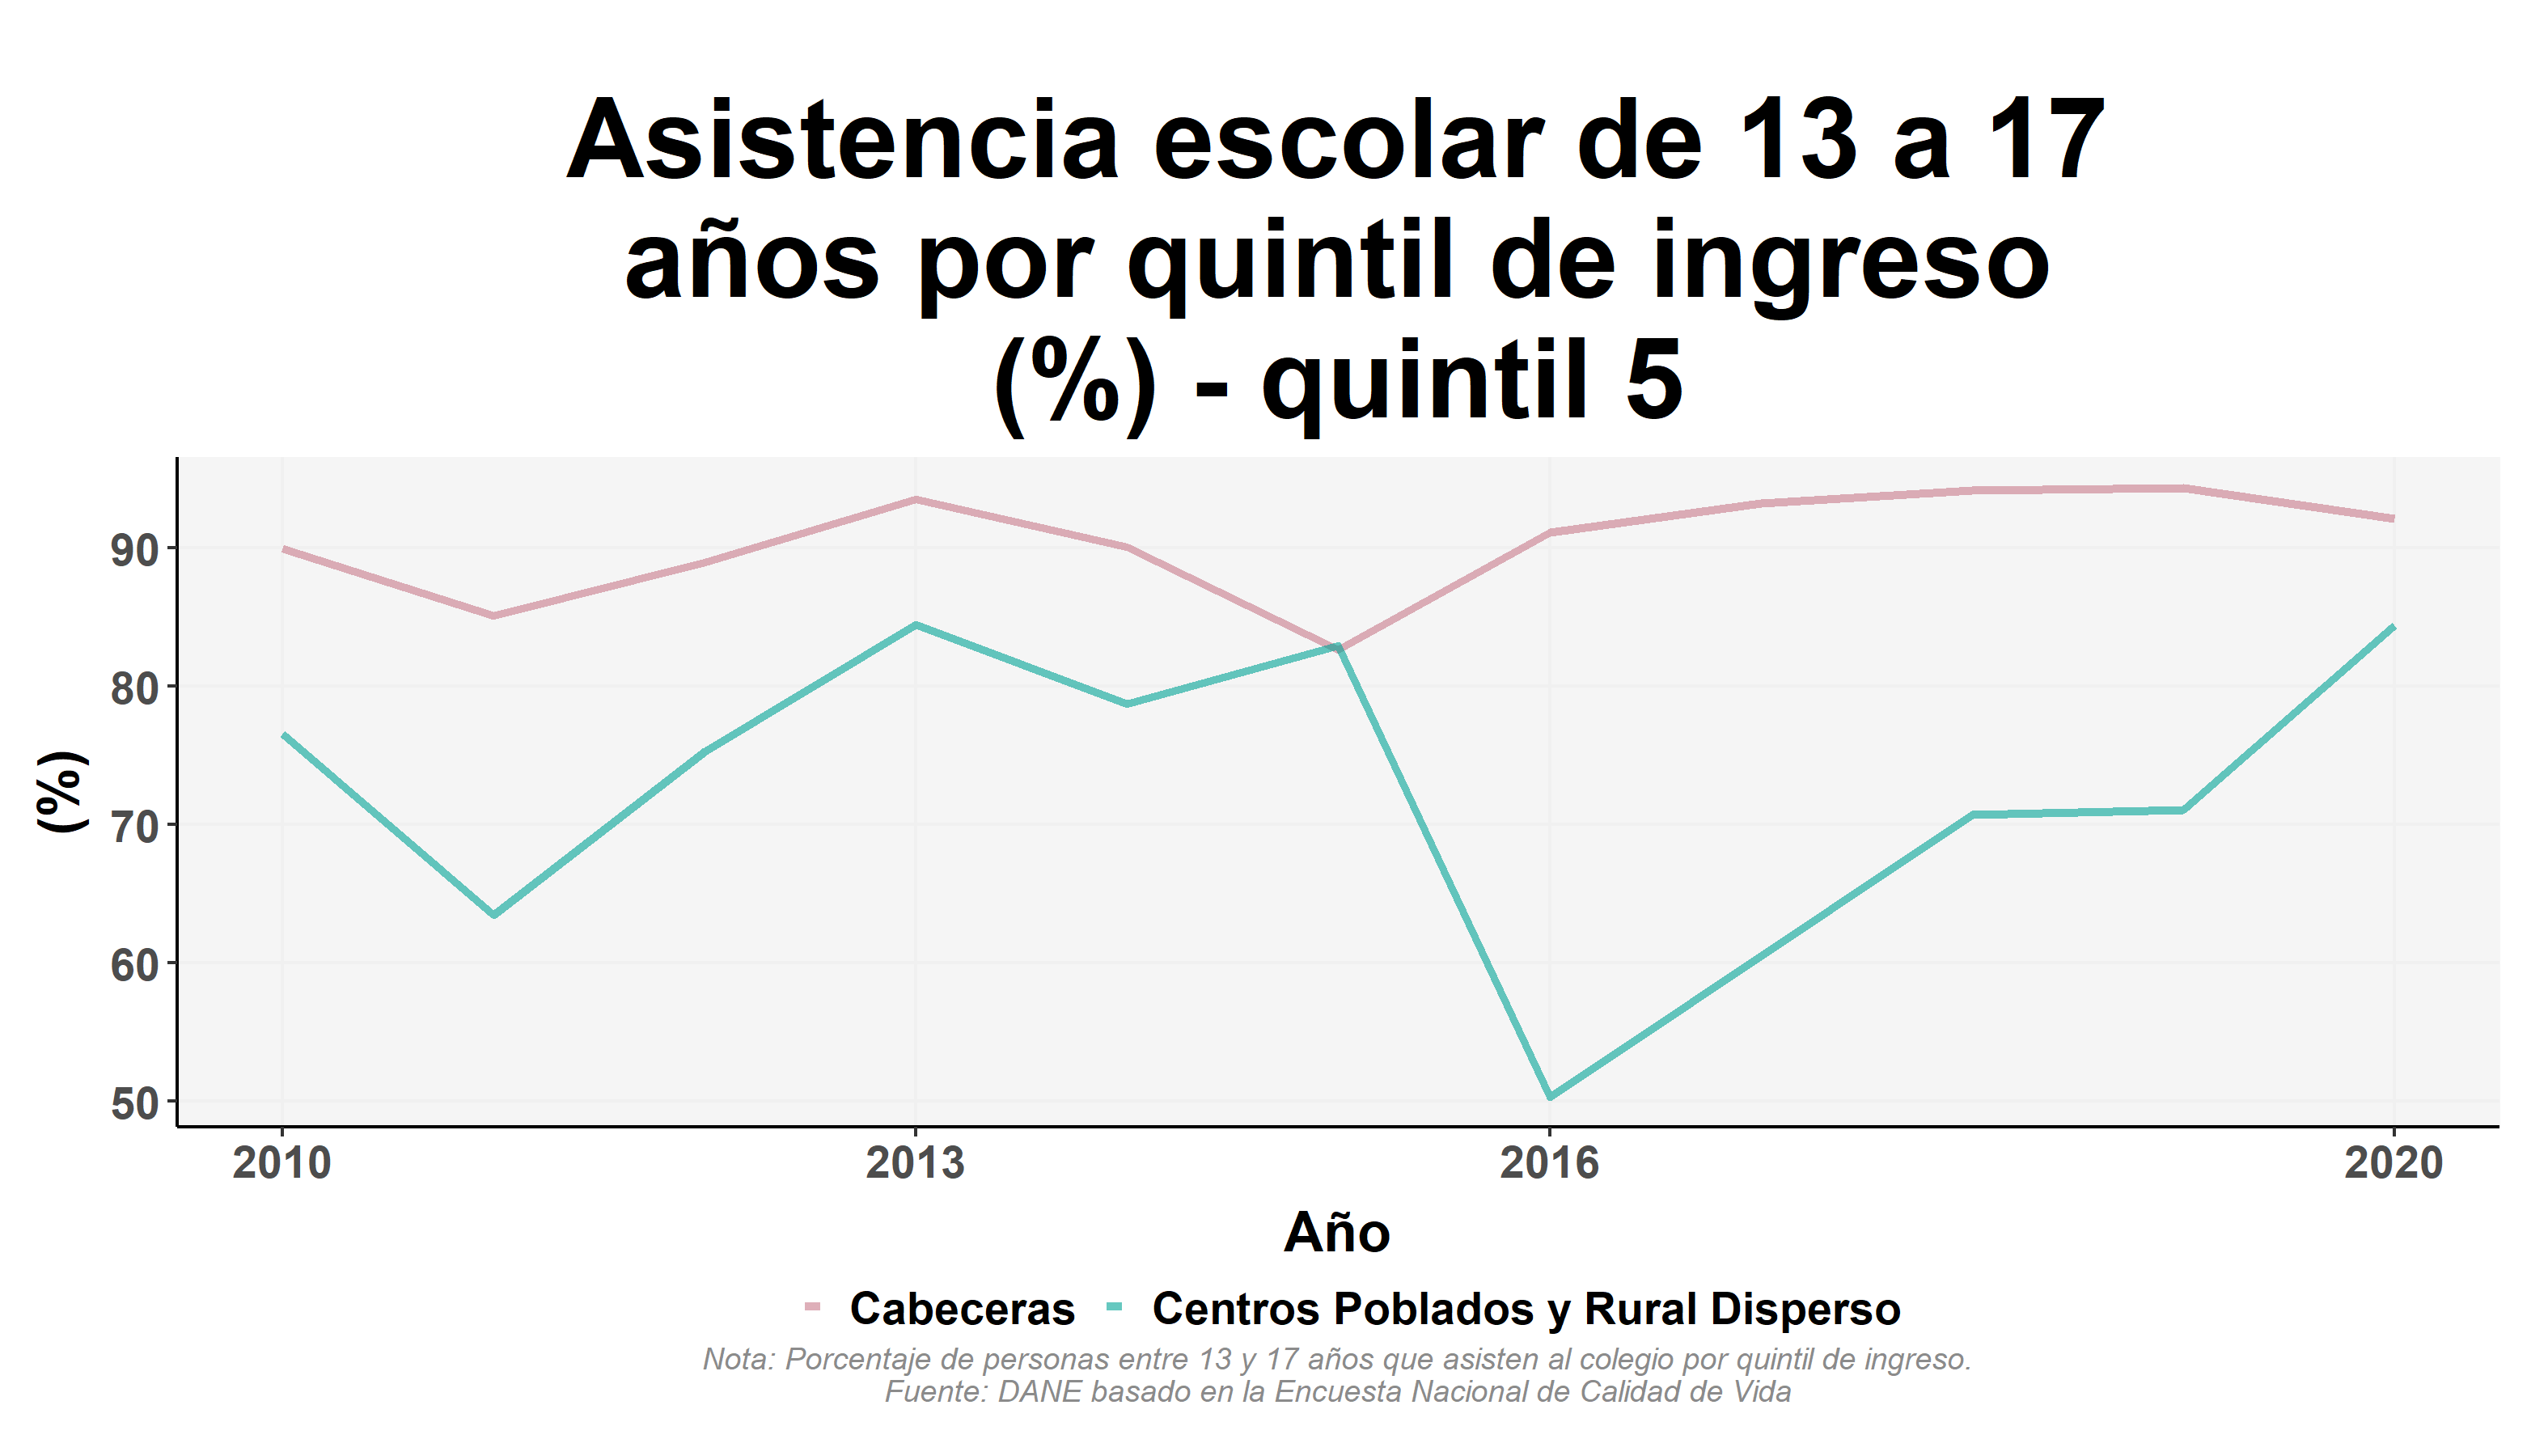 Asistencia escolar de 13 a 17
años por quintil de ingreso
(%) - quintil 5
(%)
90
80
70
60
50
2010 2013 2016 2020
Año
Cabeceras Centros Poblados y Rural Disperso
Nota: Porcentaje de personas entre 13 y 17 años que asisten al colegio por quintil de ingreso.
Fuente: DANE basado en la Encuesta Nacional de Calidad de Vida